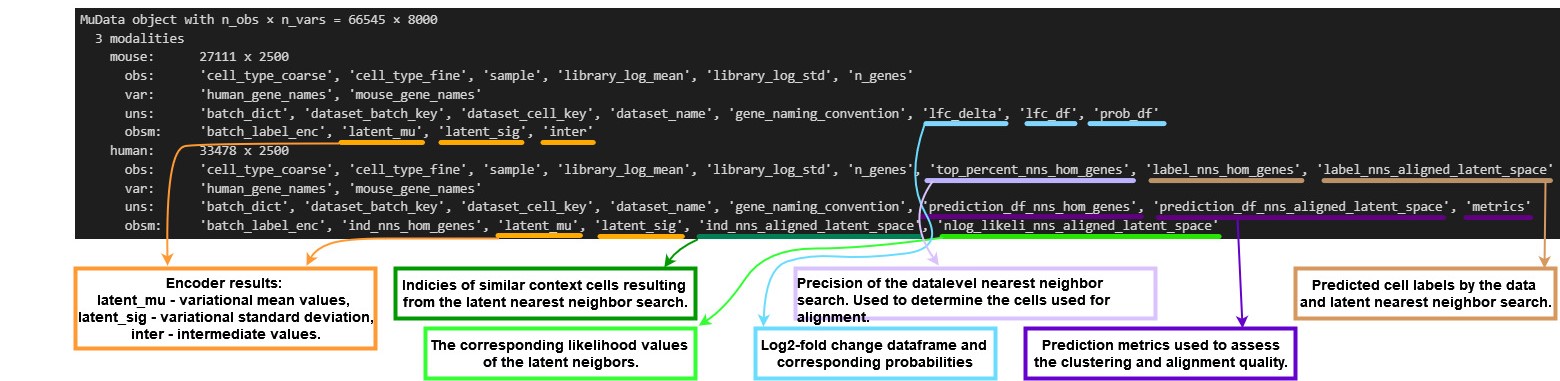 MuData object with n_obs × n_vars = 66545 × 8000
3 modalities
mouse: 27111 x 2500
obs: 'cell_type_coarse', 'cell_type_fine', 'sample', 'library_log_mean', 'library_log_std', 'n_genes'
var: 'human_gene_names', 'mouse_gene_names'
uns: 'batch_dict', 'dataset_batch_key', 'dataset_cell_key', 'dataset_name', 'gene_naming_convention', 'lfc_delta', 'lfc_df', 'prob_df'
obsm: 'batch_label_enc', 'latent_mu', 'latent_sig', 'inter'
human: 33478 x 2500
obs: 'cell_type_coarse', 'cell_type_fine', 'sample', 'library_log_mean', 'library_log_std', 'n_genes', 'top_percent_nns_hom_genes', 'label_nns_hom_genes', 'label_nns_aligned_latent_space'
var: 'human_gene_names', 'mouse_gene_names'
uns: 'batch_dict', 'dataset_batch_key', 'dataset_cell_key', 'dataset_name', 'gene_naming_convention', 'prediction_df_nns_hom_genes', 'prediction_df_nns_aligned_latent_space', 'metrics'
obsm: 'batch_label_enc', 'ind_nns_hom_genes', 'latent_mu', 'latent_sig', 'ind_nns_aligned_latent_space', 'nlog_likeli_nns_aligned_latent_space'
Encoder results:
latent_mu - variational mean values,
latent_sig - variational standard deviation,
inter - intermediate values.
Indicies of similar context cells resulting
from the latent nearest neighbor search.
Precision of the datalevel nearest neighbor
search. Used to determine the cells used for
alignment.
Predicted cell labels by the data
and latent nearest neighbor search.
The corresponding likelihood values
of the latent neigbors.
Log2-fold change dataframe and
corresponding probabilities
Prediction metrics used to assess
the clustering and alignment quality.